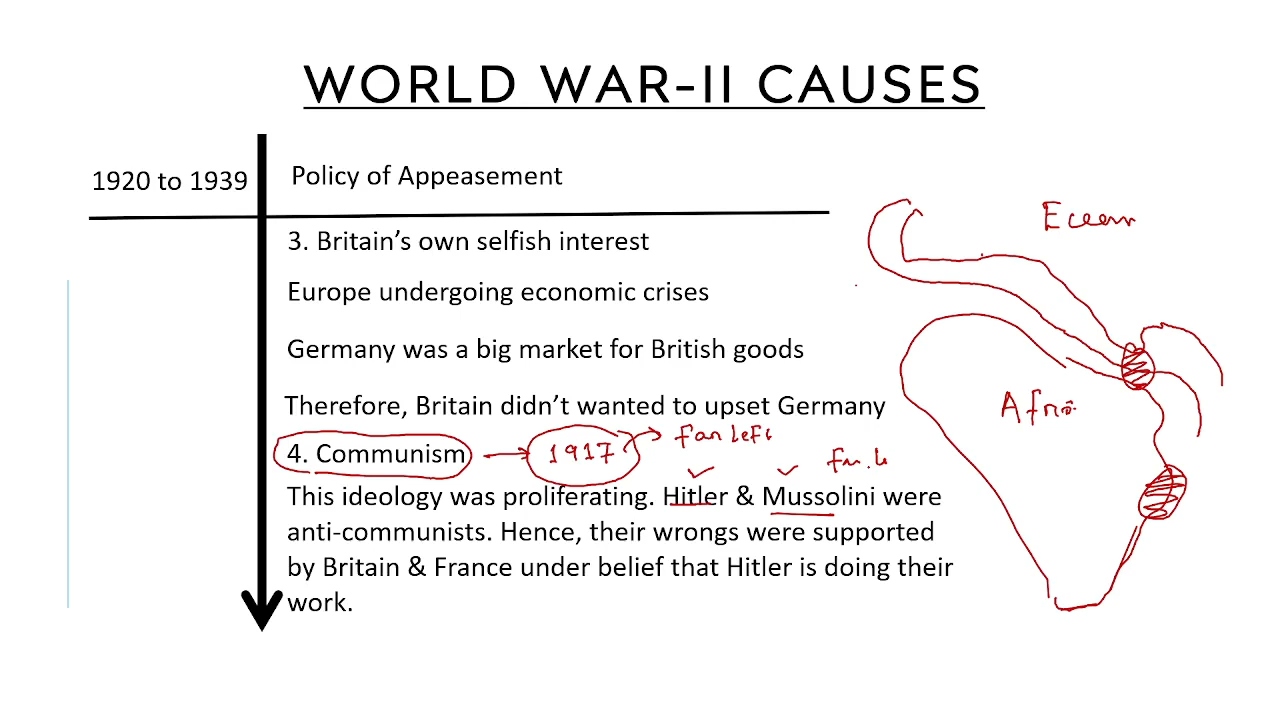 WORLD WAR-II CAUSES
1920 to 1939
Policy of Appeasement
3. Britain’s own selfish interest
Europe undergoing economic crises
Germany was a big market for British goods
Therefore, Britain didn’t wanted to upset Germany
4. Communism
1917
far left
This ideology was proliferating. Hitler & Mussolini were
anti-communists. Hence, their wrongs were supported
by Britain & France under belief that Hitler is doing their
work.